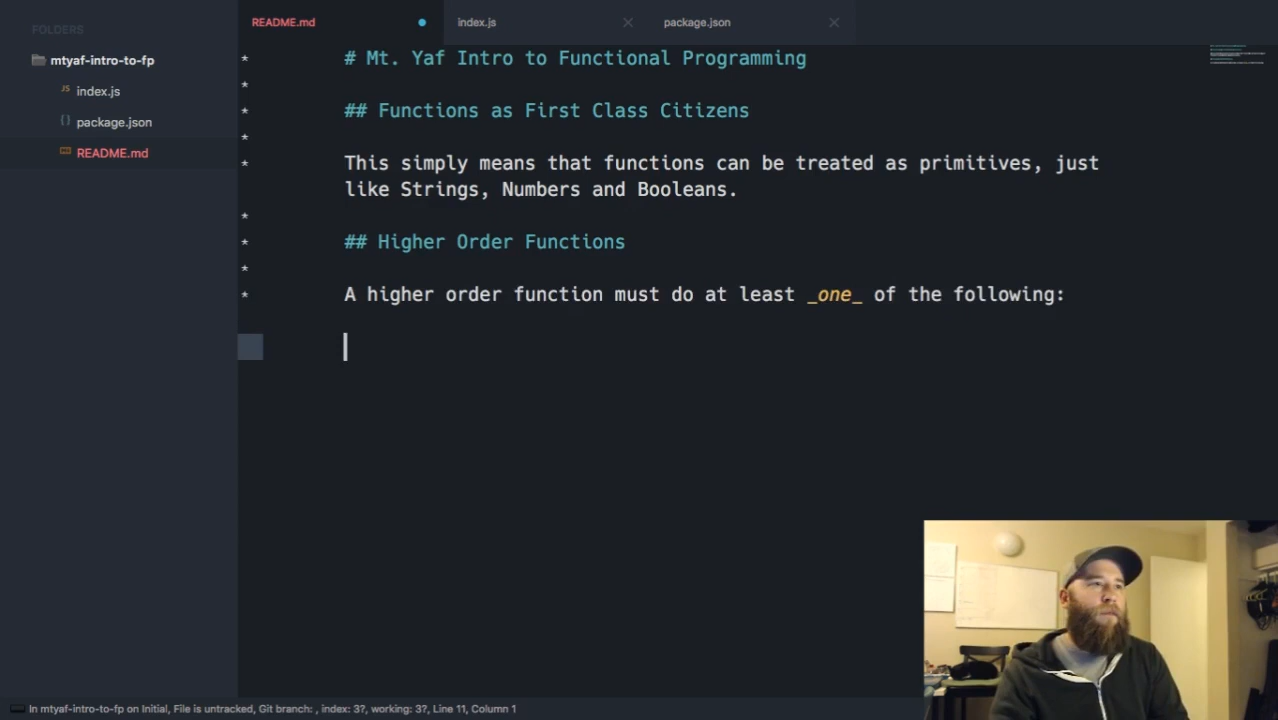 FOLDERS
mtyaf-intro-to-fp
index.js
package.json
README.md
README.md
index.js
package.json
# Mt. Yaf Intro to Functional Programming
## Functions as First Class Citizens
This simply means that functions can be treated as primitives, just
like Strings, Numbers and Booleans.
## Higher Order Functions
A higher order function must do at least _one_ of the following:
In mtyaf-intro-to-fp on Initial, File is untracked, Git branch: , index: 3?, working: 3?, Line 11, Column 1